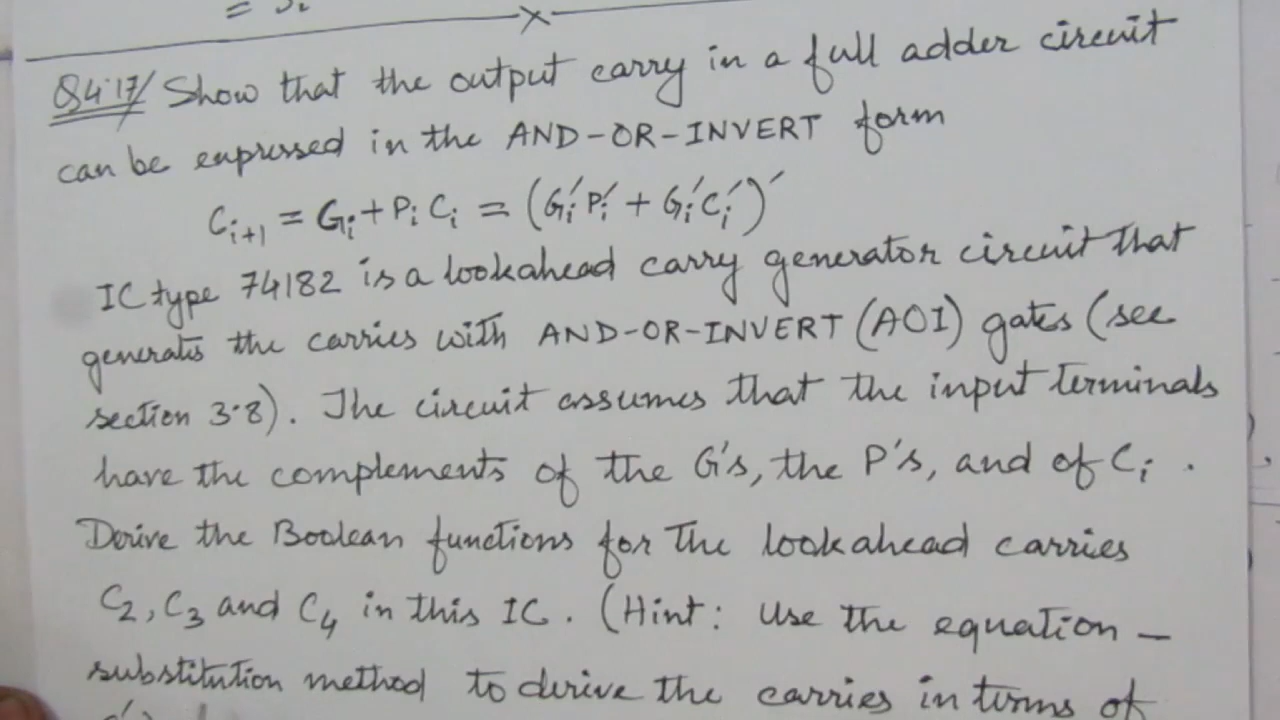 Q4.17/ Show that the output carry in a full adder circuit
can be expressed in the AND-OR-INVERT form
Ci+1 = Gi + Pi Ci = (Gi′Pi′ + Gi′Ci′)′
IC type 74182 is a lookahead carry generator circuit that
generates the carries with AND-OR-INVERT (AOI) gates (see
section 3.8). The circuit assumes that the input terminals
have the complements of the G's, the P's, and of Ci.
Derive the Boolean functions for the lookahead carries
C2, C3 and C4 in this IC. (Hint: Use the equation-
substitution method to derive the carries in terms of